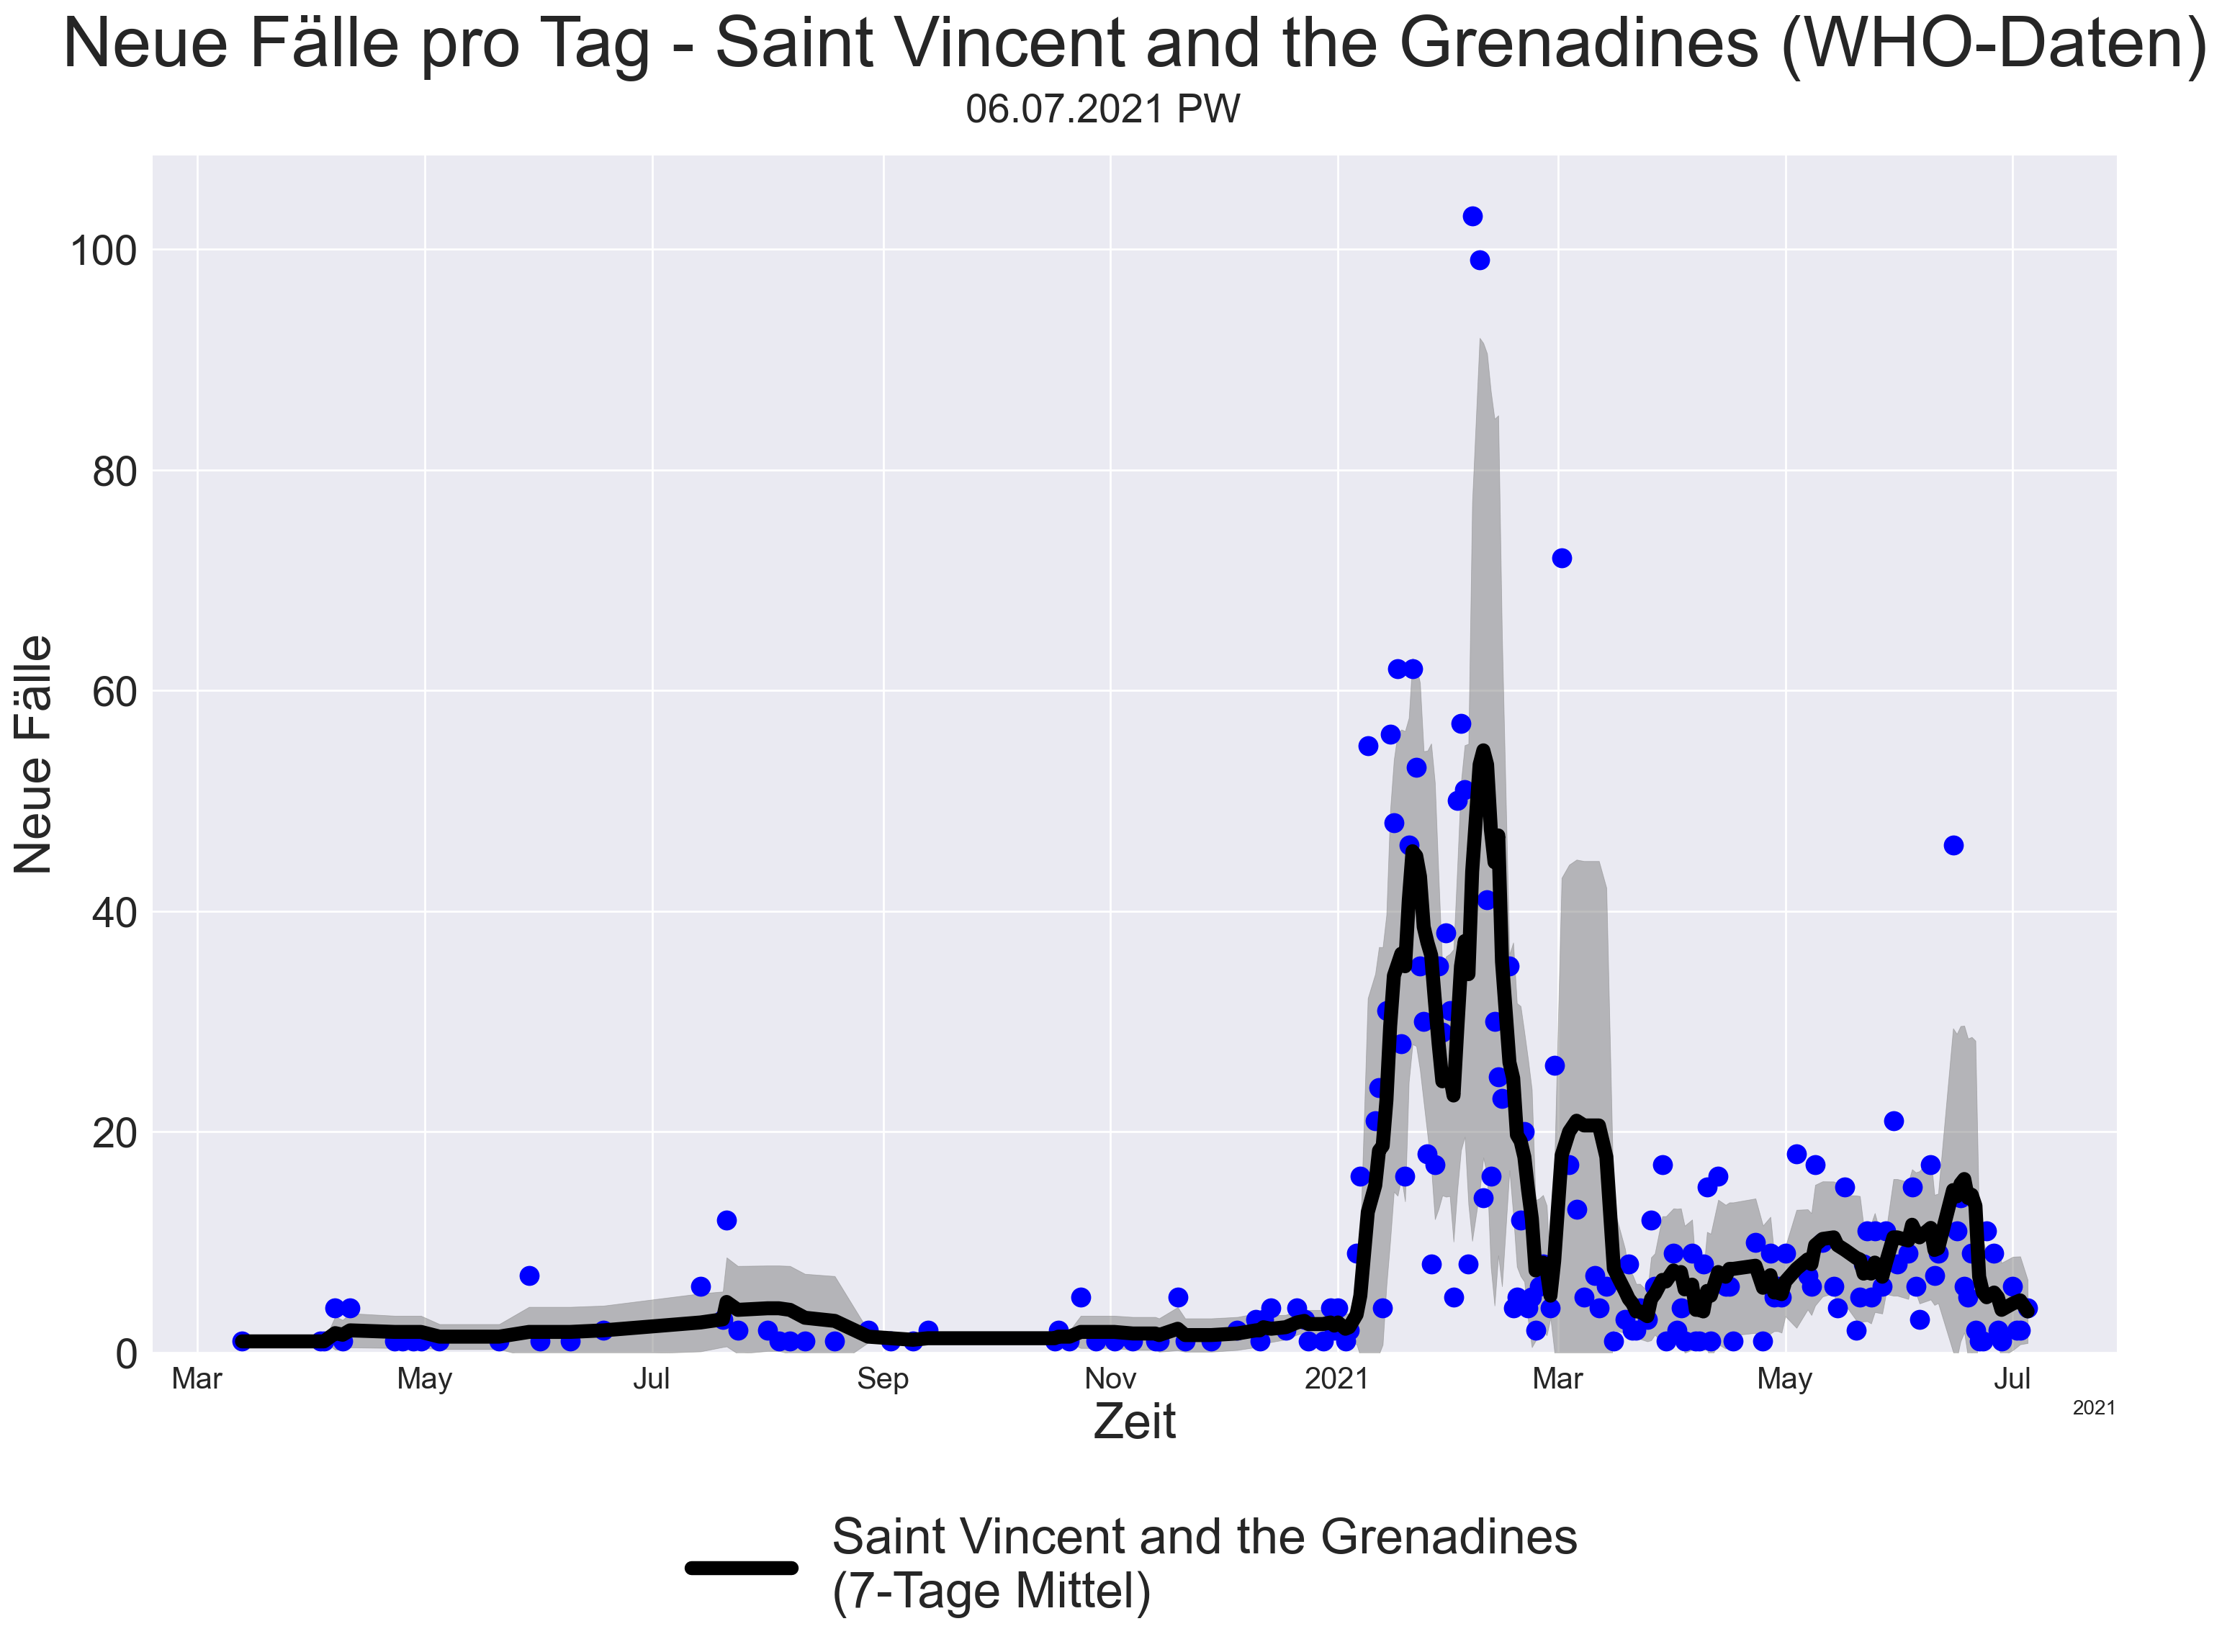 Neue Fälle pro Tag - Saint Vincent and the Grenadines (WHO-Daten)
06.07.2021 PW
Neue Fälle
100
80
60
40
20
0
Mar May Jul Sep Nov 2021 Mar May Jul
2021
Zeit
Saint Vincent and the Grenadines
(7-Tage Mittel)